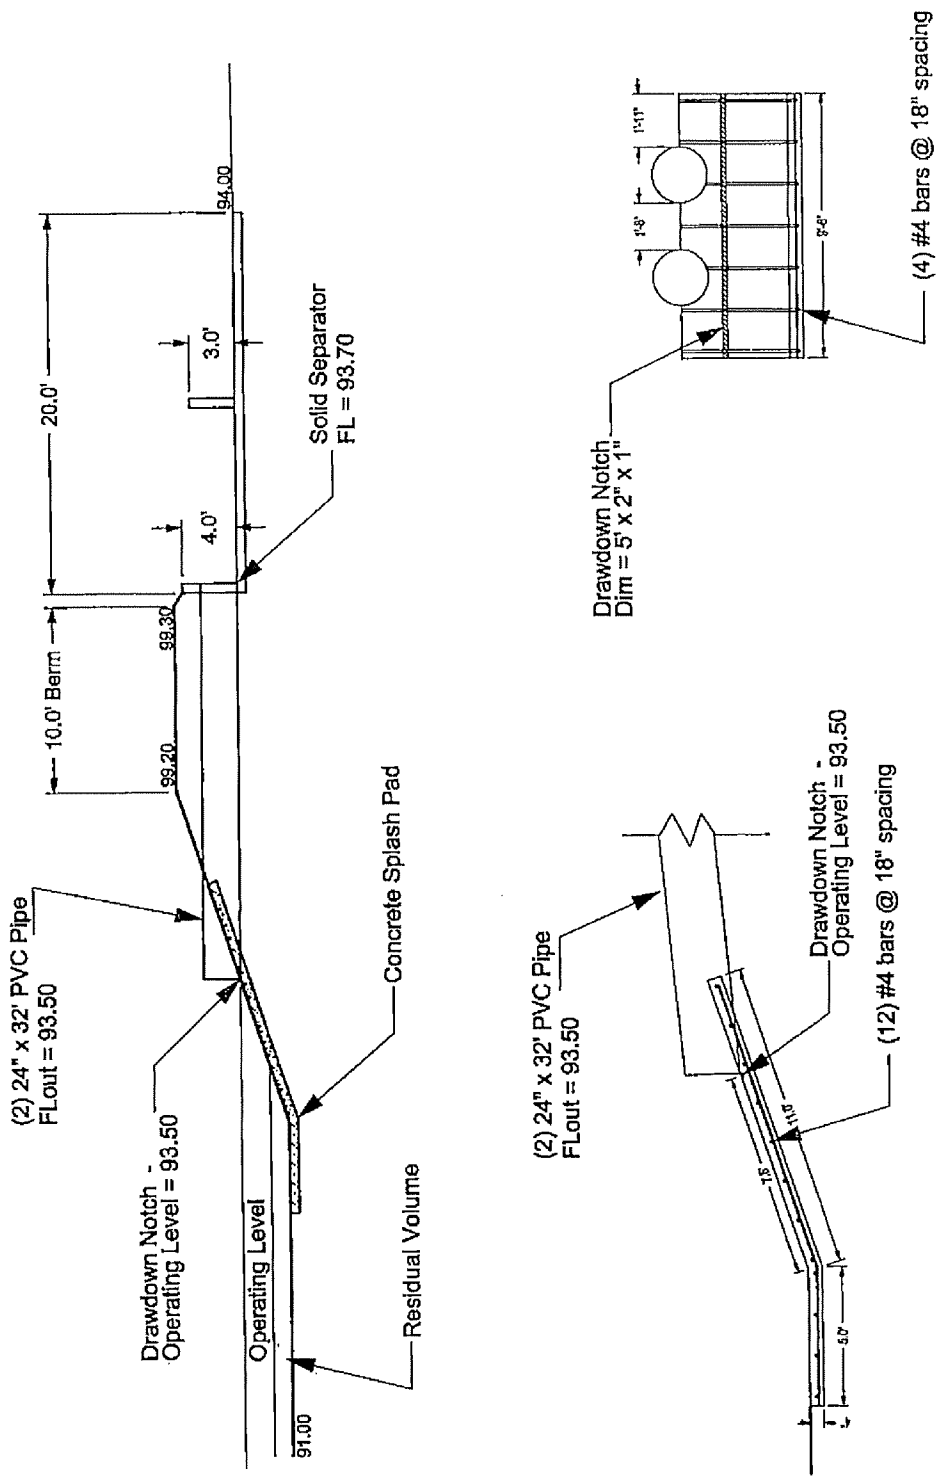 (2) 24" x 32' PVC Pipe
FLout = 93.50
10.0' Berm
20.0'
99.20
99.30
4.0'
3.0'
94.00
Solid Separator
FL = 93.70
Drawdown Notch -
Operating Level = 93.50
Operating Level
Concrete Splash Pad
Residual Volume
91.00
(2) 24" x 32' PVC Pipe
FLout = 93.50
Drawdown Notch -
Operating Level = 93.50
(12) #4 bars @ 18" spacing
7.5'
11.0'
5.0'
Drawdown Notch
Dim = 5' x 2" x 1"
1'-8"
1'-11"
9'-6"
(4) #4 bars @ 18" spacing